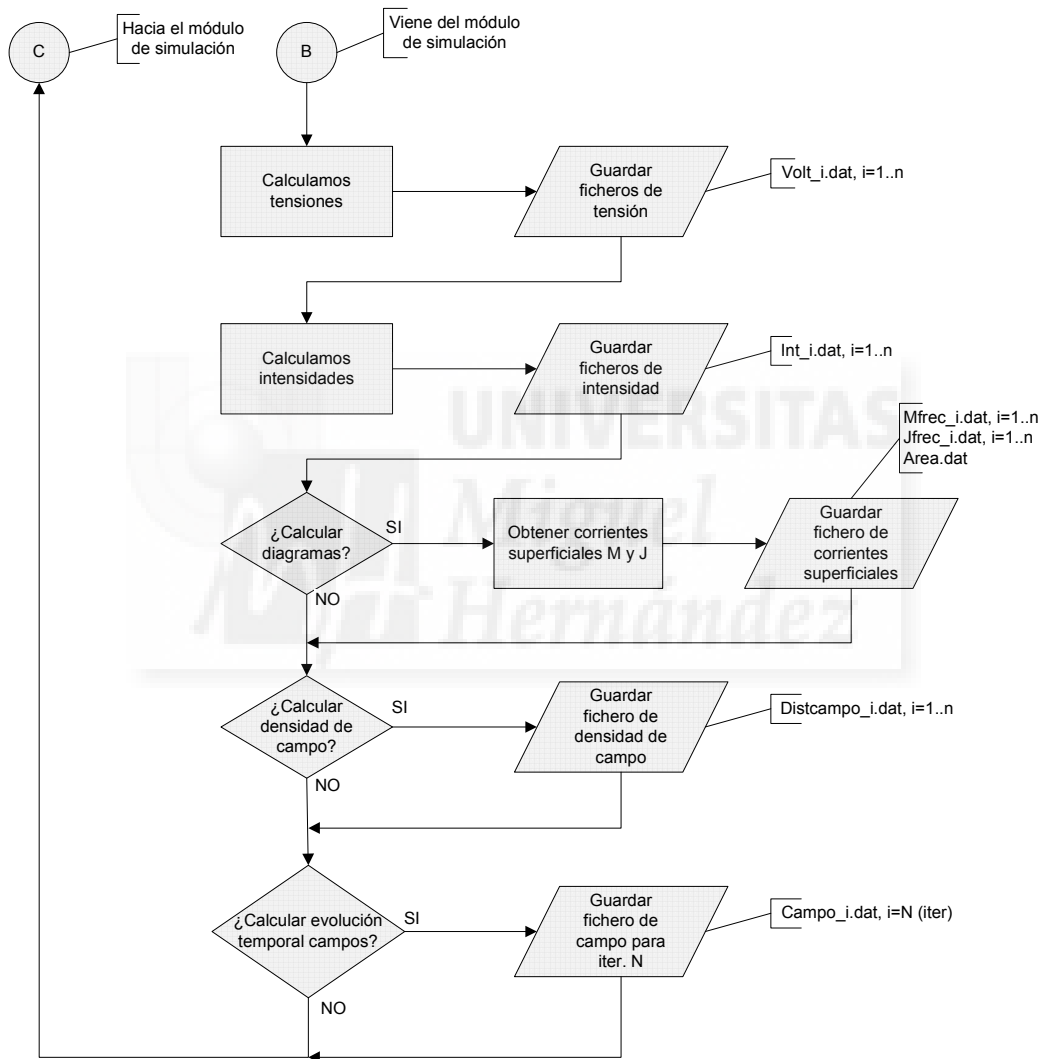 C
Hacia el módulo
de simulación
B
Viene del módulo
de simulación
Calculamos
tensiones
Guardar
ficheros de
tensión
Volt_i.dat, i=1..n
Calculamos
intensidades
Guardar
ficheros de
intensidad
Int_i.dat, i=1..n
Mfrec_i.dat, i=1..n
Jfrec_i.dat, i=1..n
Area.dat
¿Calcular
diagramas?
SI
NO
Obtener corrientes
superficiales M y J
Guardar
fichero de
corrientes
superficiales
¿Calcular
densidad de
campo?
SI
NO
Guardar
fichero de
densidad de
campo
Distcampo_i.dat, i=1..n
¿Calcular evolución
temporal campos?
SI
NO
Guardar
fichero de
campo para
iter. N
Campo_i.dat, i=N (iter)
UNIVERSITAS
Miguel
Hernández